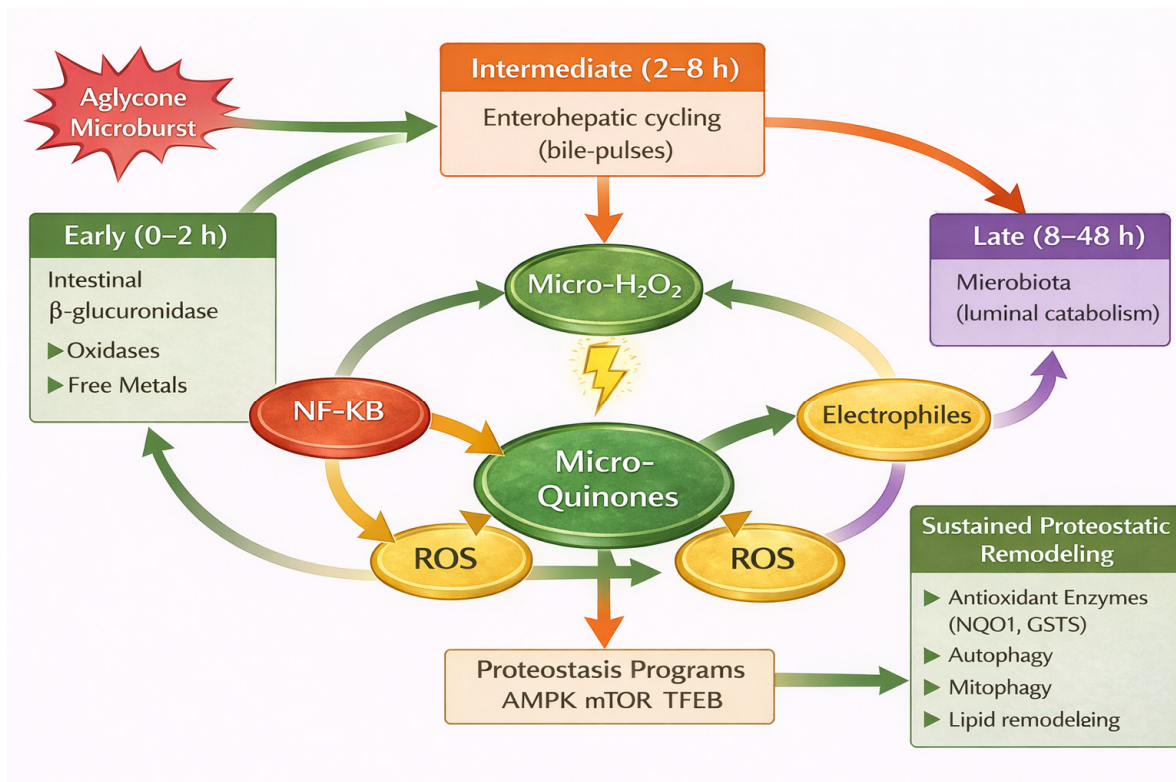 Aglycone
Microburst
Intermediate (2–8 h)
Enterohepatic cycling
(bile-pulses)
Early (0–2 h)
Intestinal
β-glucuronidase
Oxidases
Free Metals
Late (8–48 h)
Mierobiota
(luminal catabolism)
Micro-H₂O₂
NF-KB
Electrophiles
Micro-
Quinones
ROS
ROS
Proteostasis Programs
AMPK mTOR TFEB
Sustained Proteostatic
Remodeling
Antioxidant Enzymes
(NQO1, GSTS)
Autophagy
Mitophagy
Lipid remodeleing